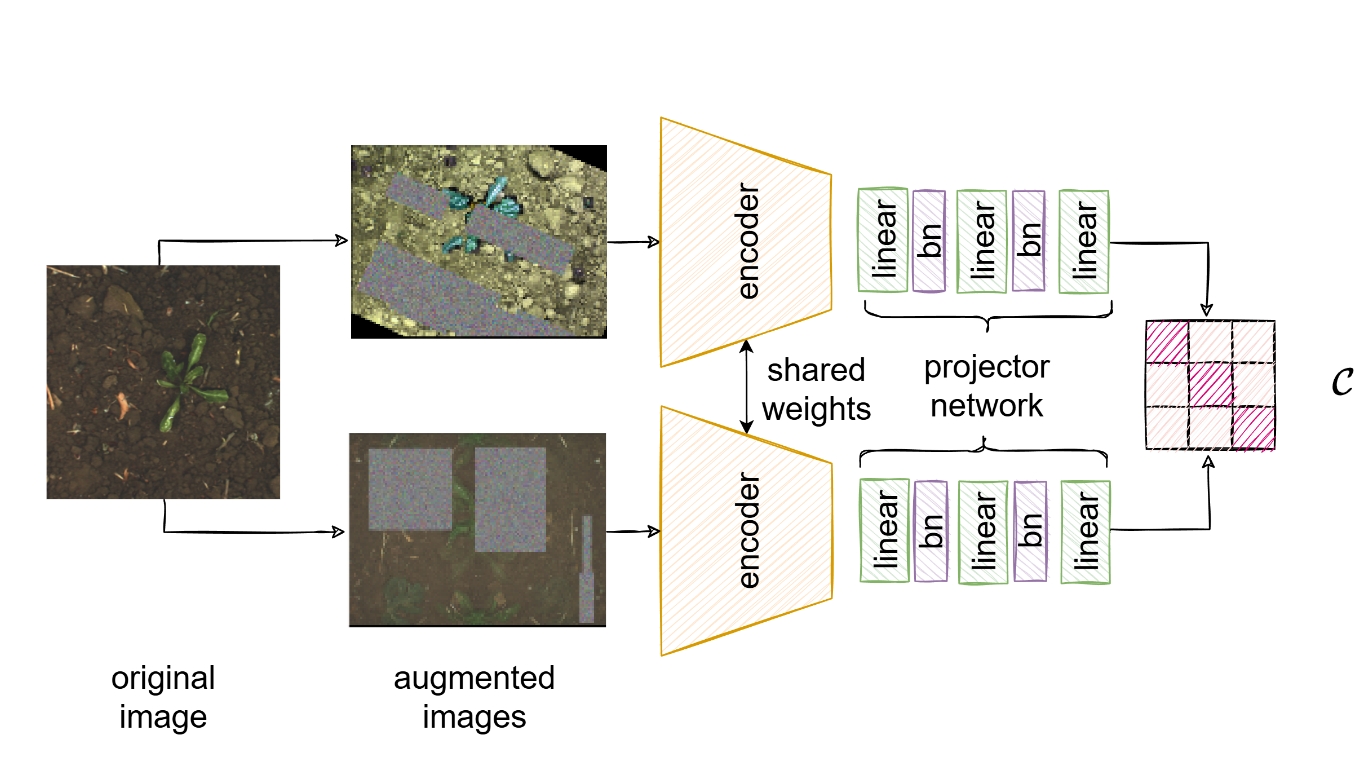 encoder
linear
bn
linear
bn
linear
shared
weights
projector
network
𝒞
encoder
linear
bn
linear
bn
linear
original
image
augmented
images